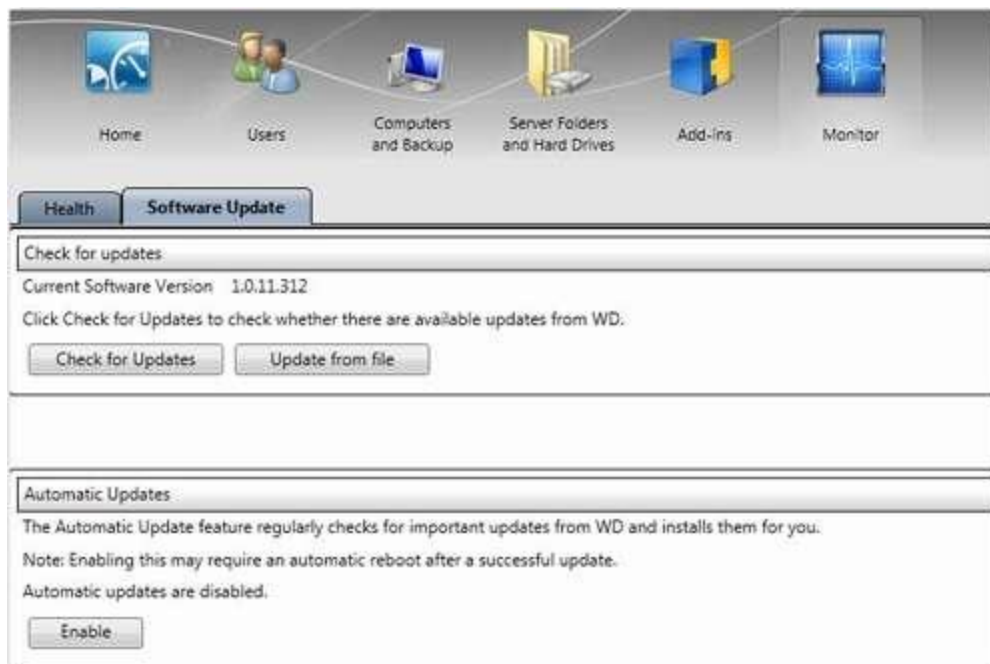 Home
Users
Computers
and Backup
Server Folders
and Hard Drives
Add-Ins
Monitor
Health
Software Update
Check for updates
Current Software Version 1.0.11.312
Click Check for Updates to check whether there are available updates from WD.
Check for Updates
Update from file
Automatic Updates
The Automatic Update feature regularly checks for important updates from WD and installs them for you.
Note: Enabling this may require an automatic reboot after a successful update.
Automatic updates are disabled.
Enable